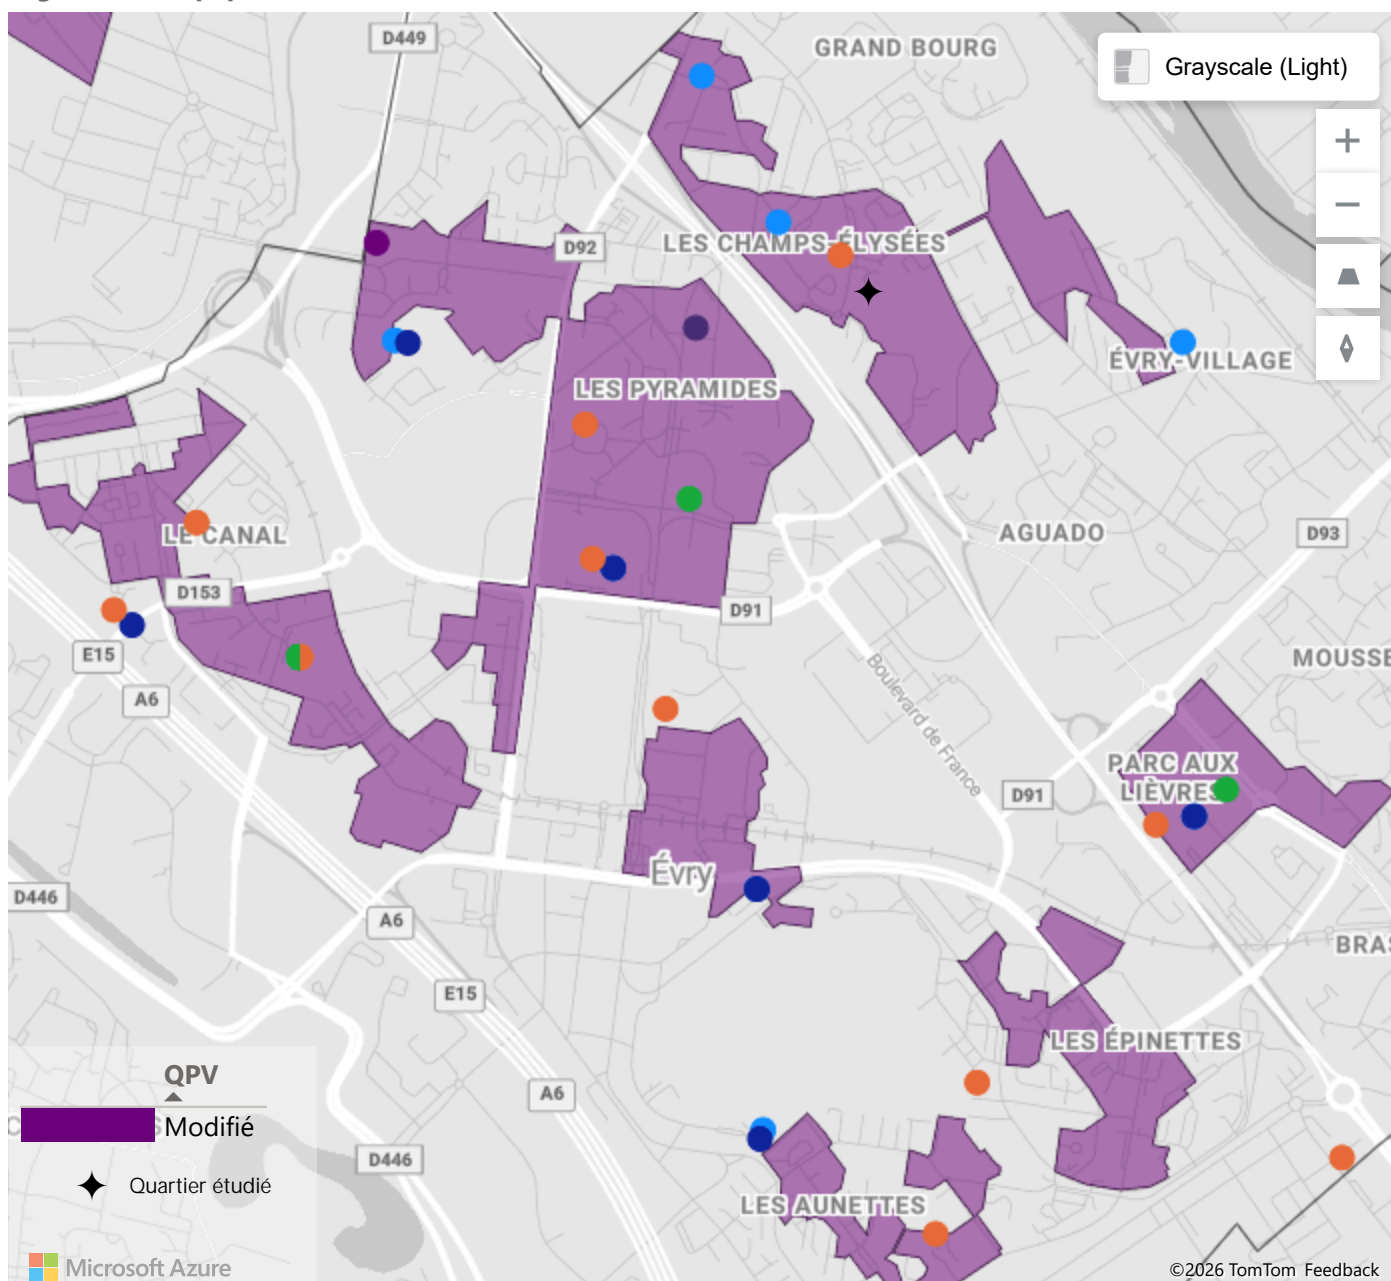 D449
GRAND BOURG
Grayscale (Light)
D92
LES CHAMPS-ÉLYSÉES
ÉVRY-VILLAGE
LES PYRAMIDES
LE CANAL
AGUADO
D93
D153
D91
E15
A6
MOUSSE
Boulevard de France
PARC AUX
LIÈVRES
D91
Évry
D446
A6
BRAS
E15
LES ÉPINETTES
QPV
A6
Modifié
D446
Quartier étudié
LES AUNETTES
Microsoft Azure
©2026 TomTom Feedback